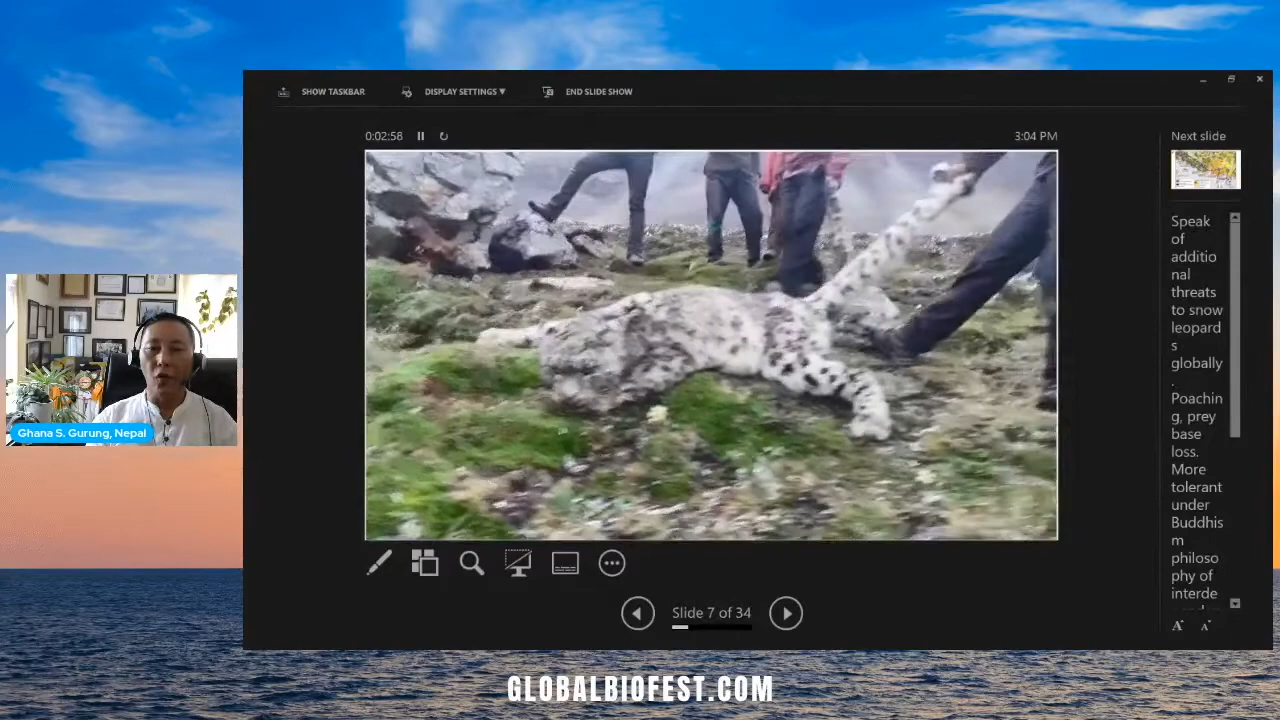 SHOW TASKBAR
DISPLAY SETTINGS ▼
END SLIDE SHOW
0:02:58
3:04 PM
Next slide
Speak
of
additio
nal
threats
to snow
leopard
s
globally
.
Poachin
g, prey
base
loss.
More
tolerant
under
Buddhis
m
philoso
phy of
interde
Ghana S. Gurung, Nepal
Slide 7 of 34
A A
GLOBALBIOFEST.COM